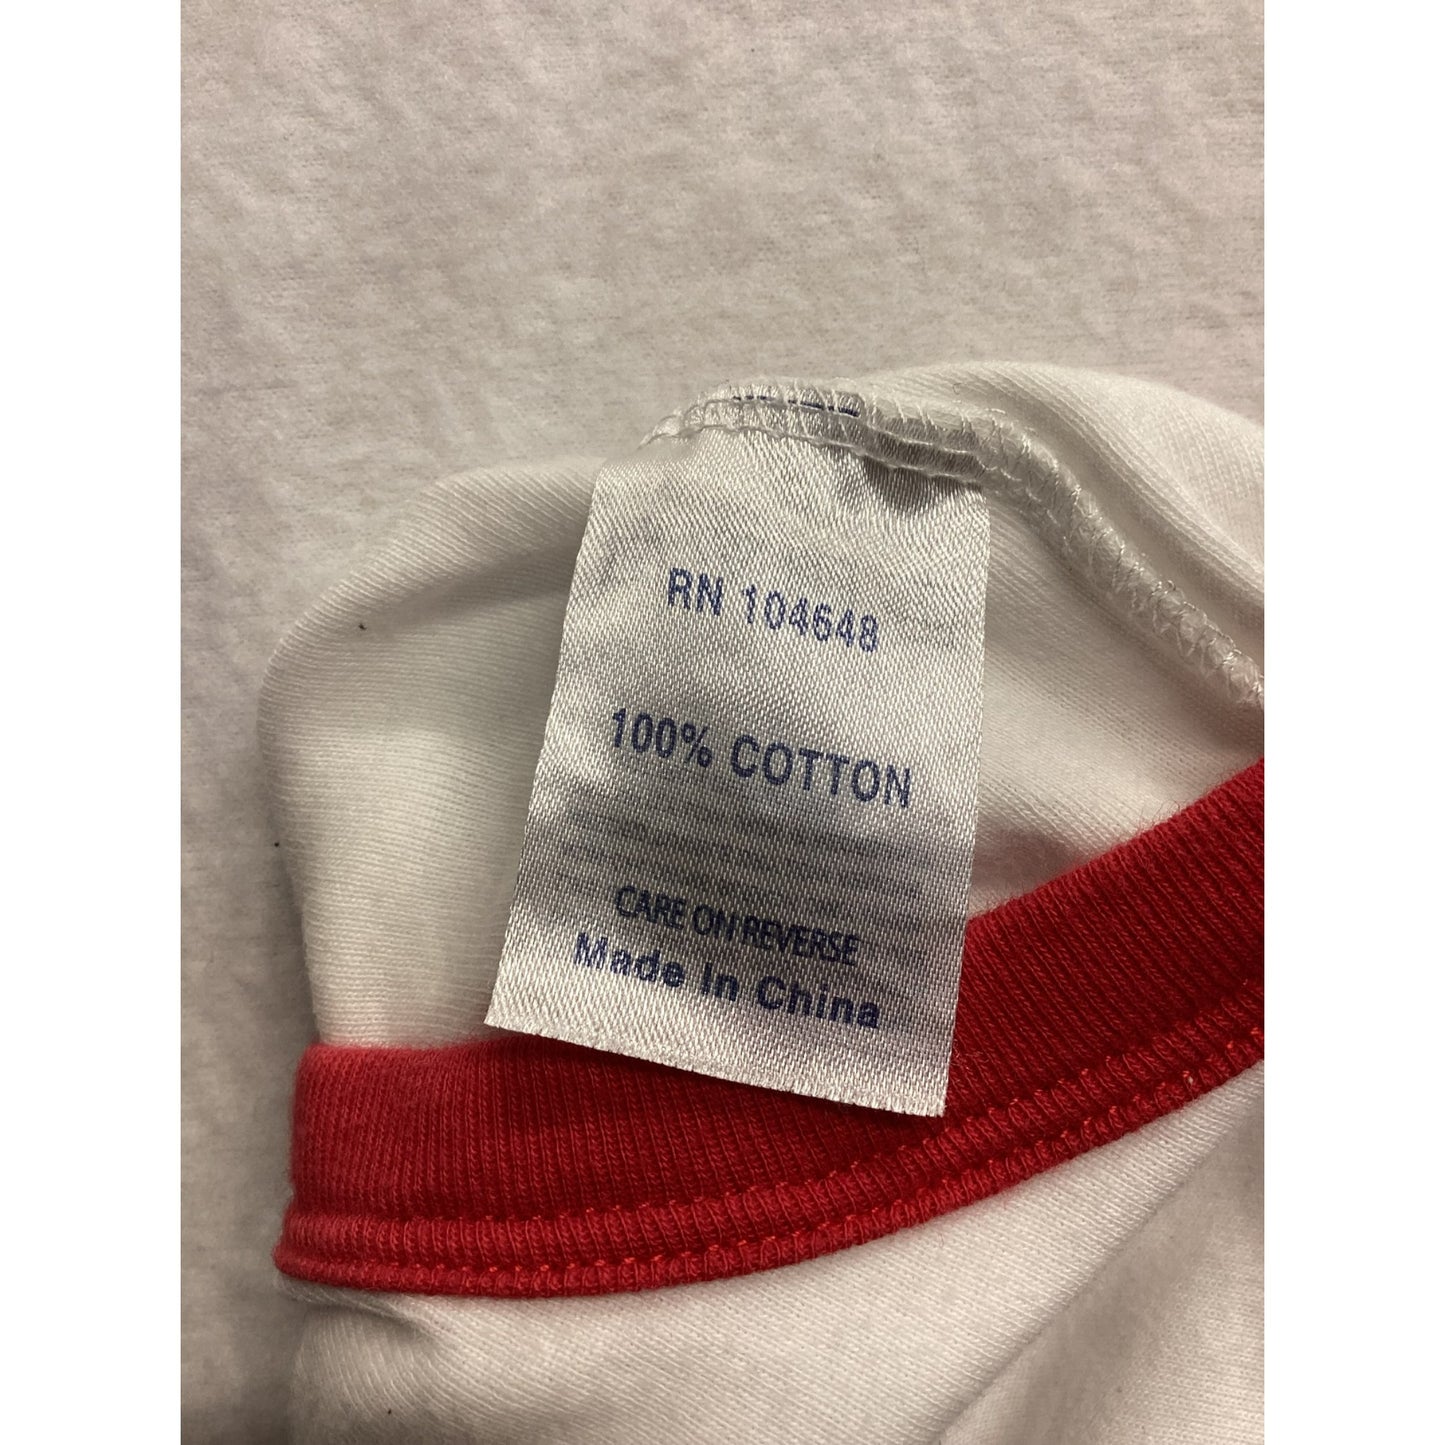 RN 104648
100% COTTON
CARE ON REVERSE
Made In China